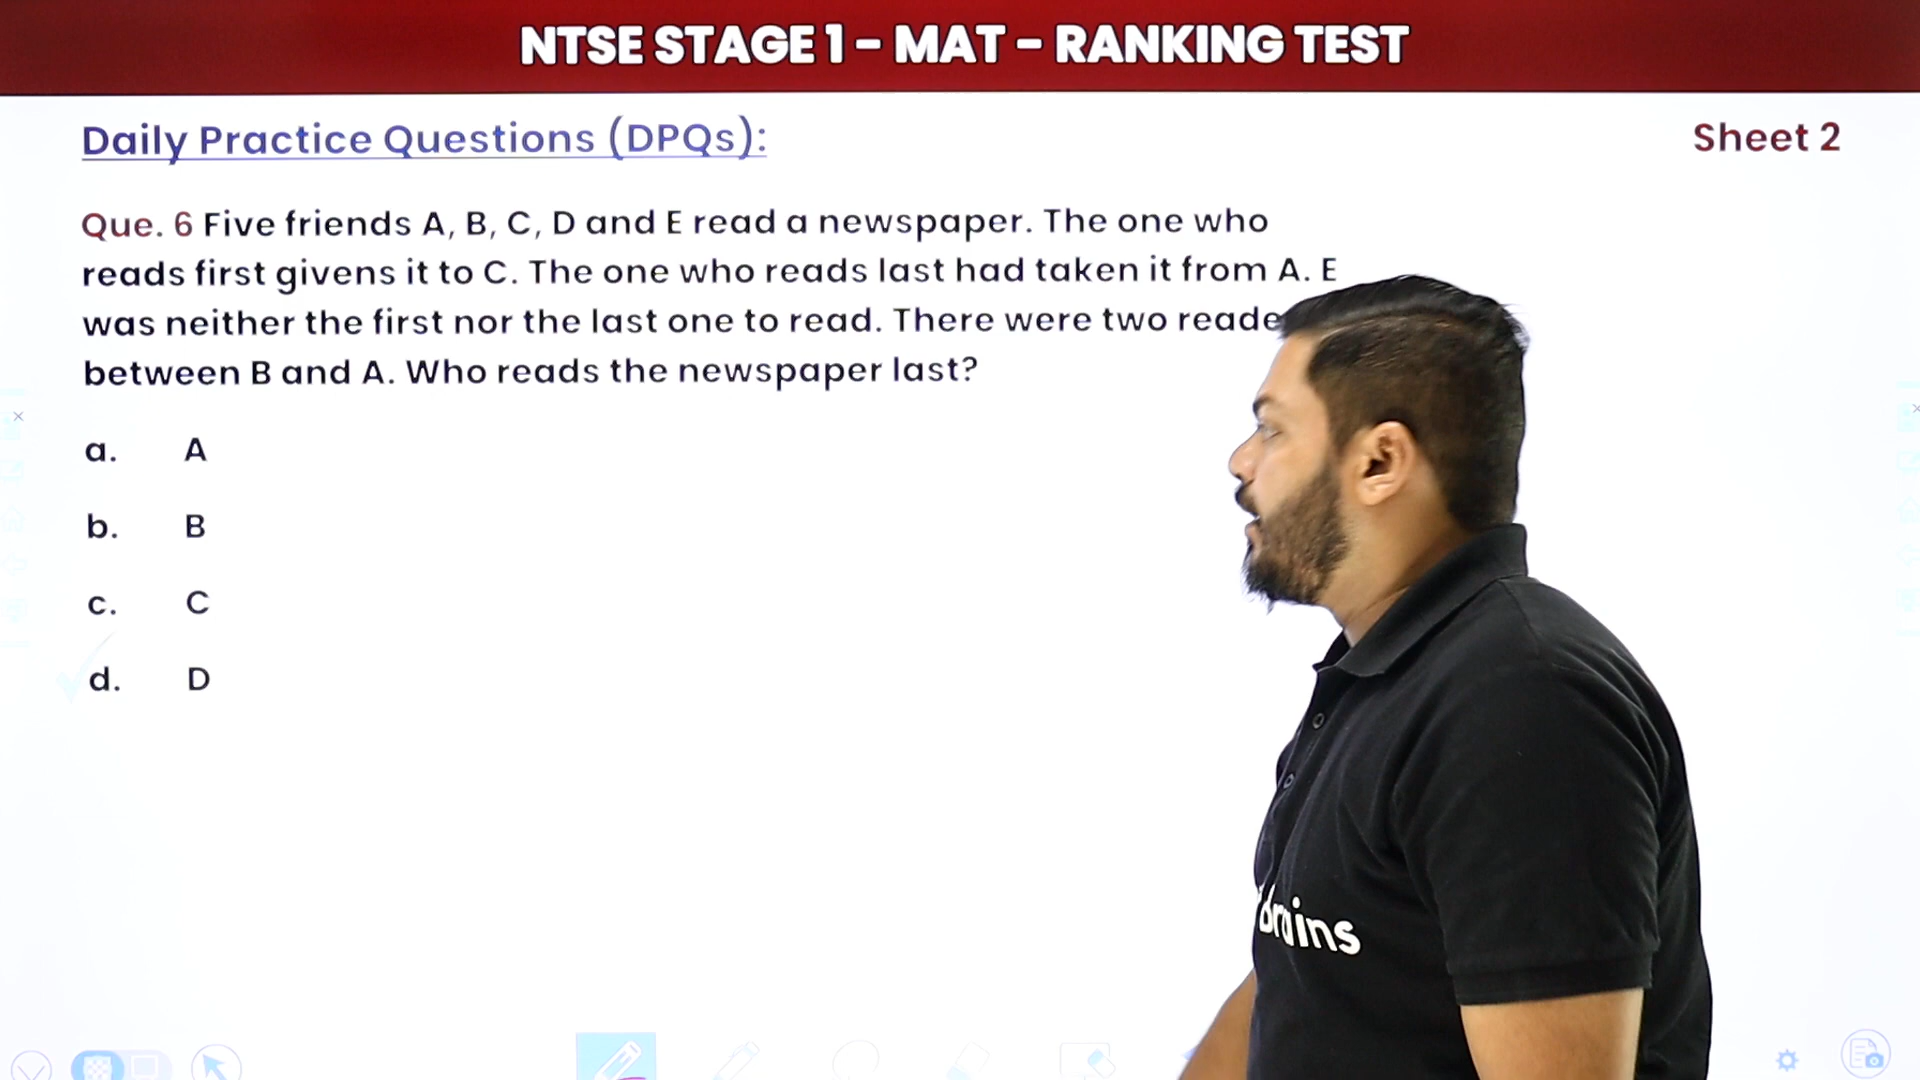 NTSE STAGE 1 – MAT – RANKING TEST
Daily Practice Questions (DPQs):
Sheet 2
Que. 6 Five friends A, B, C, D and E read a newspaper. The one who
reads first givens it to C. The one who reads last had taken it from A. E
was neither the first nor the last one to read. There were two reade
between B and A. Who reads the newspaper last?
a. A
b. B
c. C
d. D
Brains